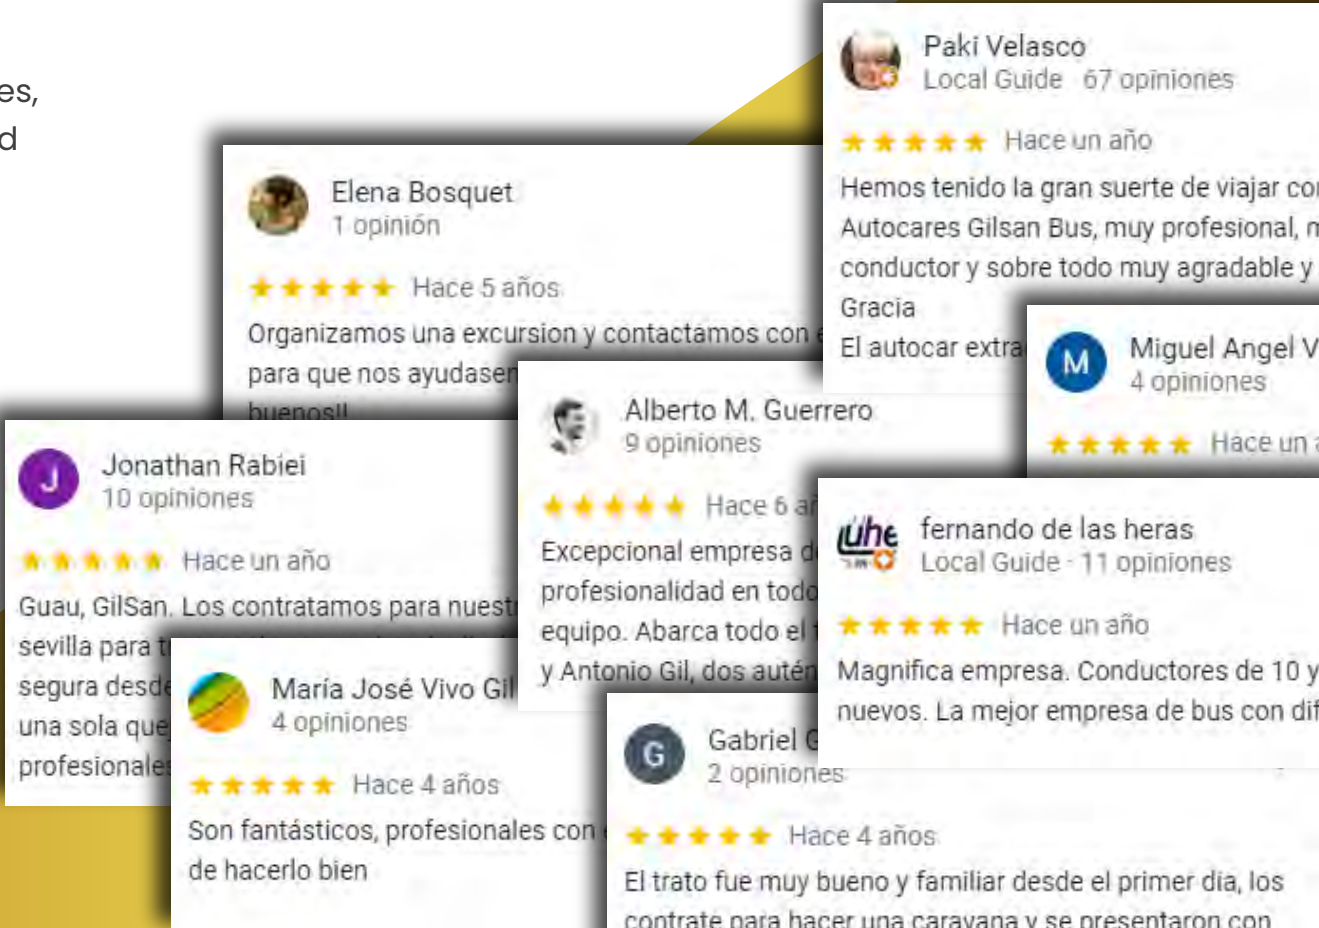 es,
d
Paki Velasco
Local Guide · 67 opiniones
Hace un año
Hemos tenido la gran suerte de viajar con
Autocares Gilsan Bus, muy profesional, m
conductor y sobre todo muy agradable y
Gracia
El autocar extra
Elena Bosquet
1 opinión
Hace 5 años
Organizamos una excursion y contactamos con e
para que nos ayudasen
buenos!!
Miguel Angel V
4 opiniones
Hace un a
M
Alberto M. Guerrero
9 opiniones
Hace 6 añ
Excepcional empresa d
profesionalidad en todo
equipo. Abarca todo el t
y Antonio Gil, dos autén
J
Jonathan Rabiei
10 opiniones
Hace un año
Guau, GilSan. Los contratamos para nuestr
sevilla para t
segura desde
una sola que
profesionales
fernando de las heras
Local Guide · 11 opiniones
Hace un año
Magnifica empresa. Conductores de 10 y
nuevos. La mejor empresa de bus con dif
María José Vivo Gil
4 opiniones
Hace 4 años
Son fantásticos, profesionales con
de hacerlo bien
G
Gabriel G
2 opiniones
Hace 4 años
El trato fue muy bueno y familiar desde el primer dia, los
contrate para hacer una caravana y se presentaron con